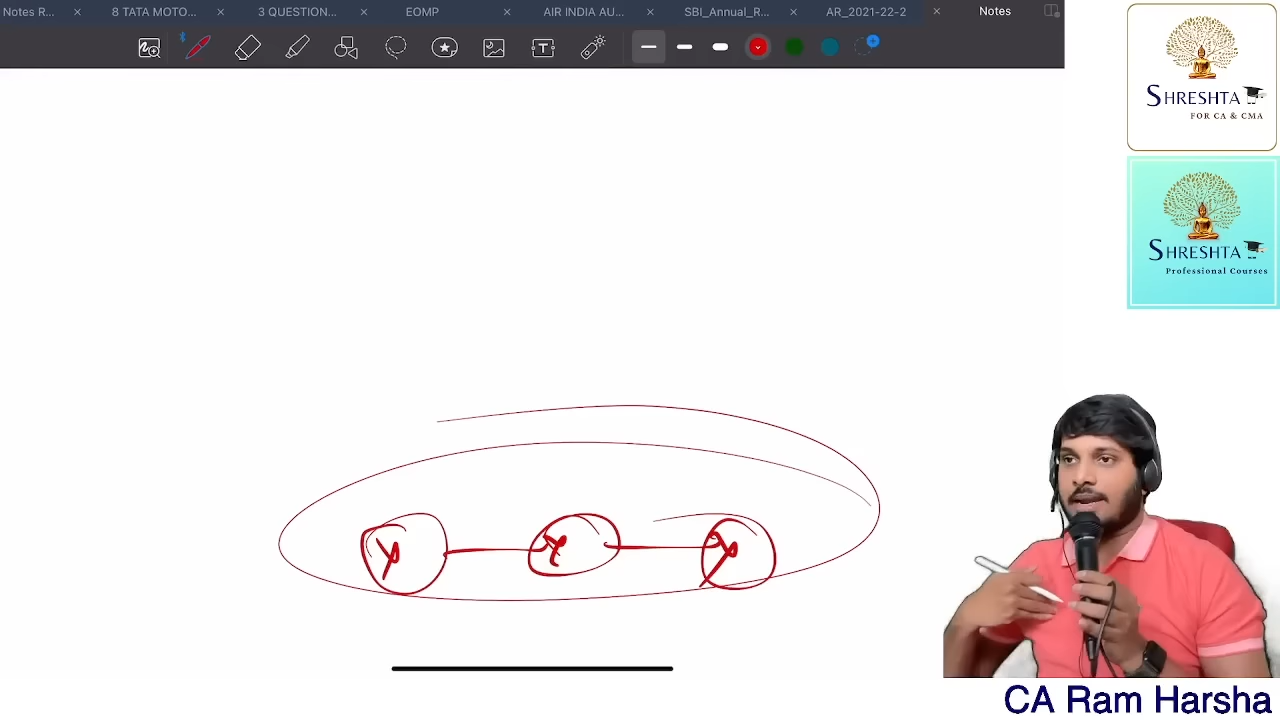 Notes R... 8 TATA MOTO... 3 QUESTION... EOMP AIR INDIA AU... SBI_Annual_R... AR_2021-22-2 Notes
SHRESHTA
FOR CA & CMA
SHRESHTA
Professional Courses
CA Ram Harsha